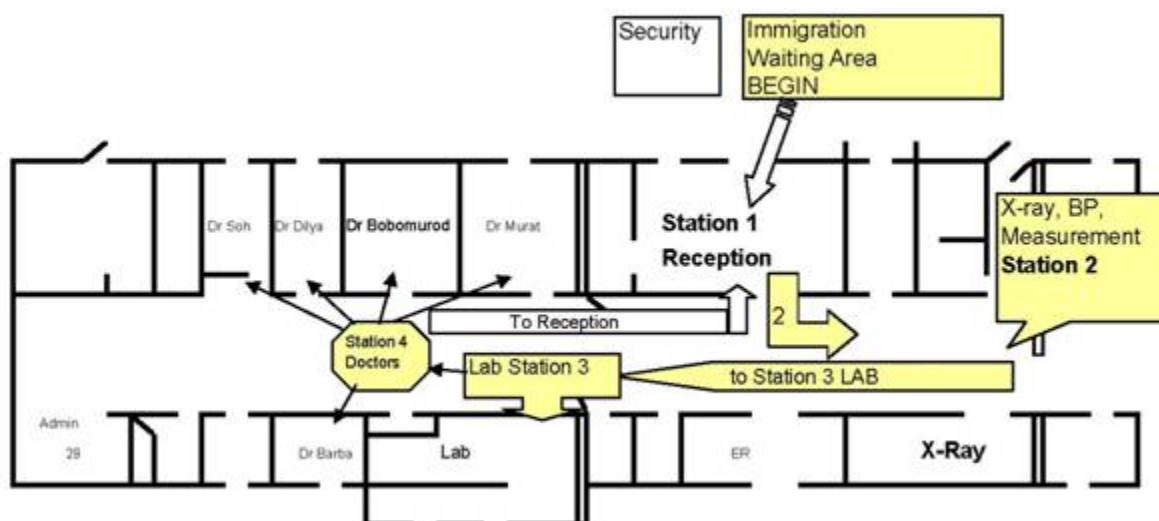 Security
Immigration
Waiting Area
BEGIN
Dr Soh
Dr Dilya
Dr Bobomurod
Dr Murat
Station 1
Reception
X-ray, BP,
Measurement
Station 2
To Reception
2
Station 4
Doctors
Lab Station 3
to Station 3 LAB
Admin
29
Dr Barba
Lab
ER
X-Ray